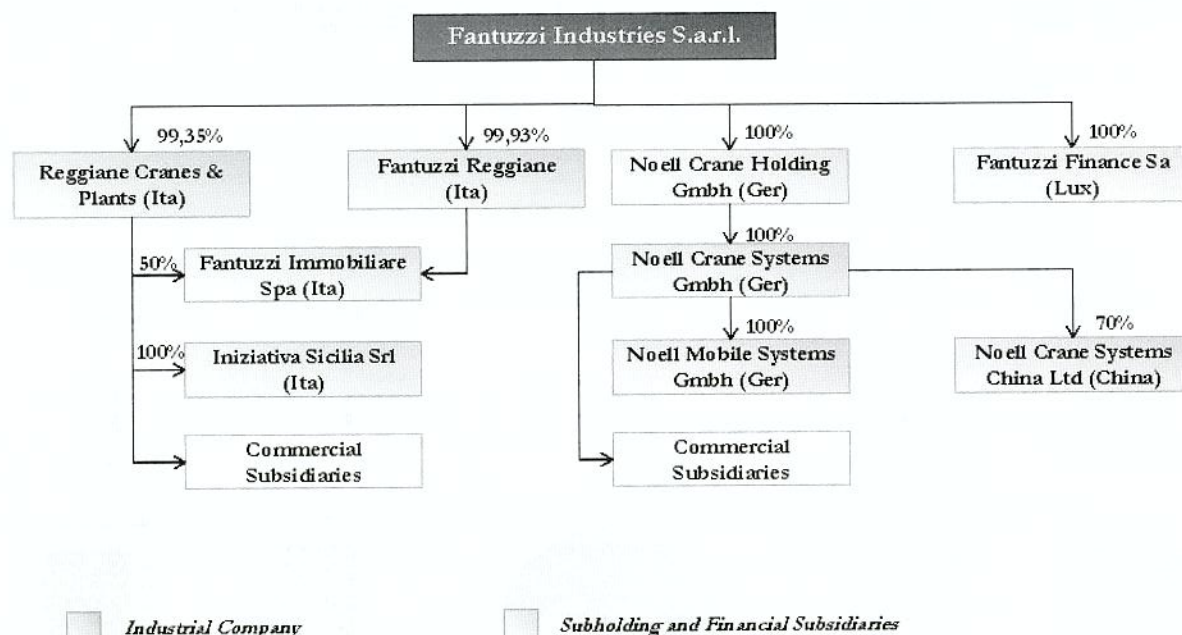 Fantuzzi Industries S.a.r.l.
99,35%
99,93%
100%
100%
Reggiane Cranes &
Plants (Ita)
Fantuzzi Reggiane
(Ita)
Noell Crane Holding
Gmbh (Ger)
Fantuzzi Finance Sa
(Lux)
50%
Fantuzzi Immobiliare
Spa (Ita)
100%
Noell Crane Systems
Gmbh (Ger)
100%
Iniziativa Sicilia Srl
(Ita)
100%
Noell Mobile Systems
Gmbh (Ger)
70%
Noell Crane Systems
China Ltd (China)
Commercial
Subsidiaries
Commercial
Subsidiaries
Industrial Company
Subholding and Financial Subsidiaries